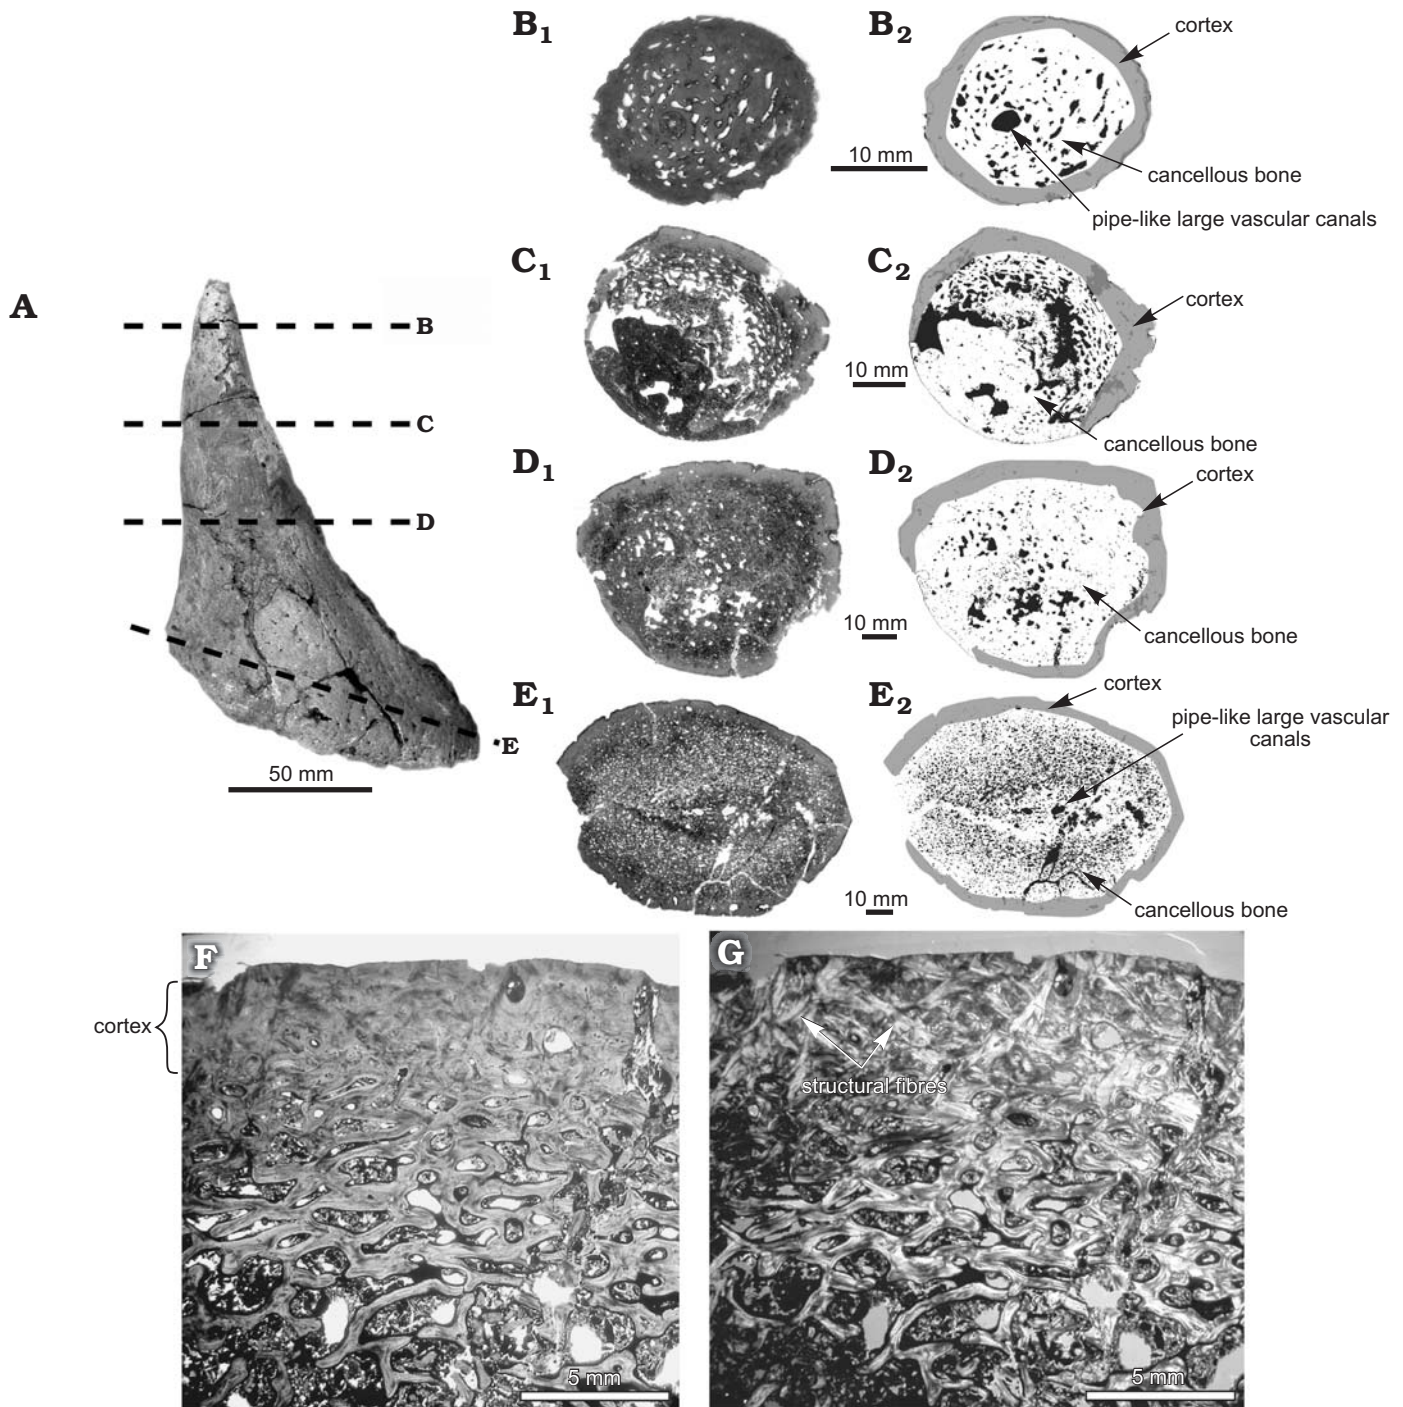 A
B
C
D
E
50 mm
B1
B2
cortex
10 mm
cancellous bone
pipe-like large vascular canals
C1
C2
cortex
10 mm
cancellous bone
D1
D2
cortex
10 mm
cancellous bone
E1
E2
cortex
pipe-like large vascular
canals
10 mm
cancellous bone
F
cortex
5 mm
G
structural fibres
5 mm